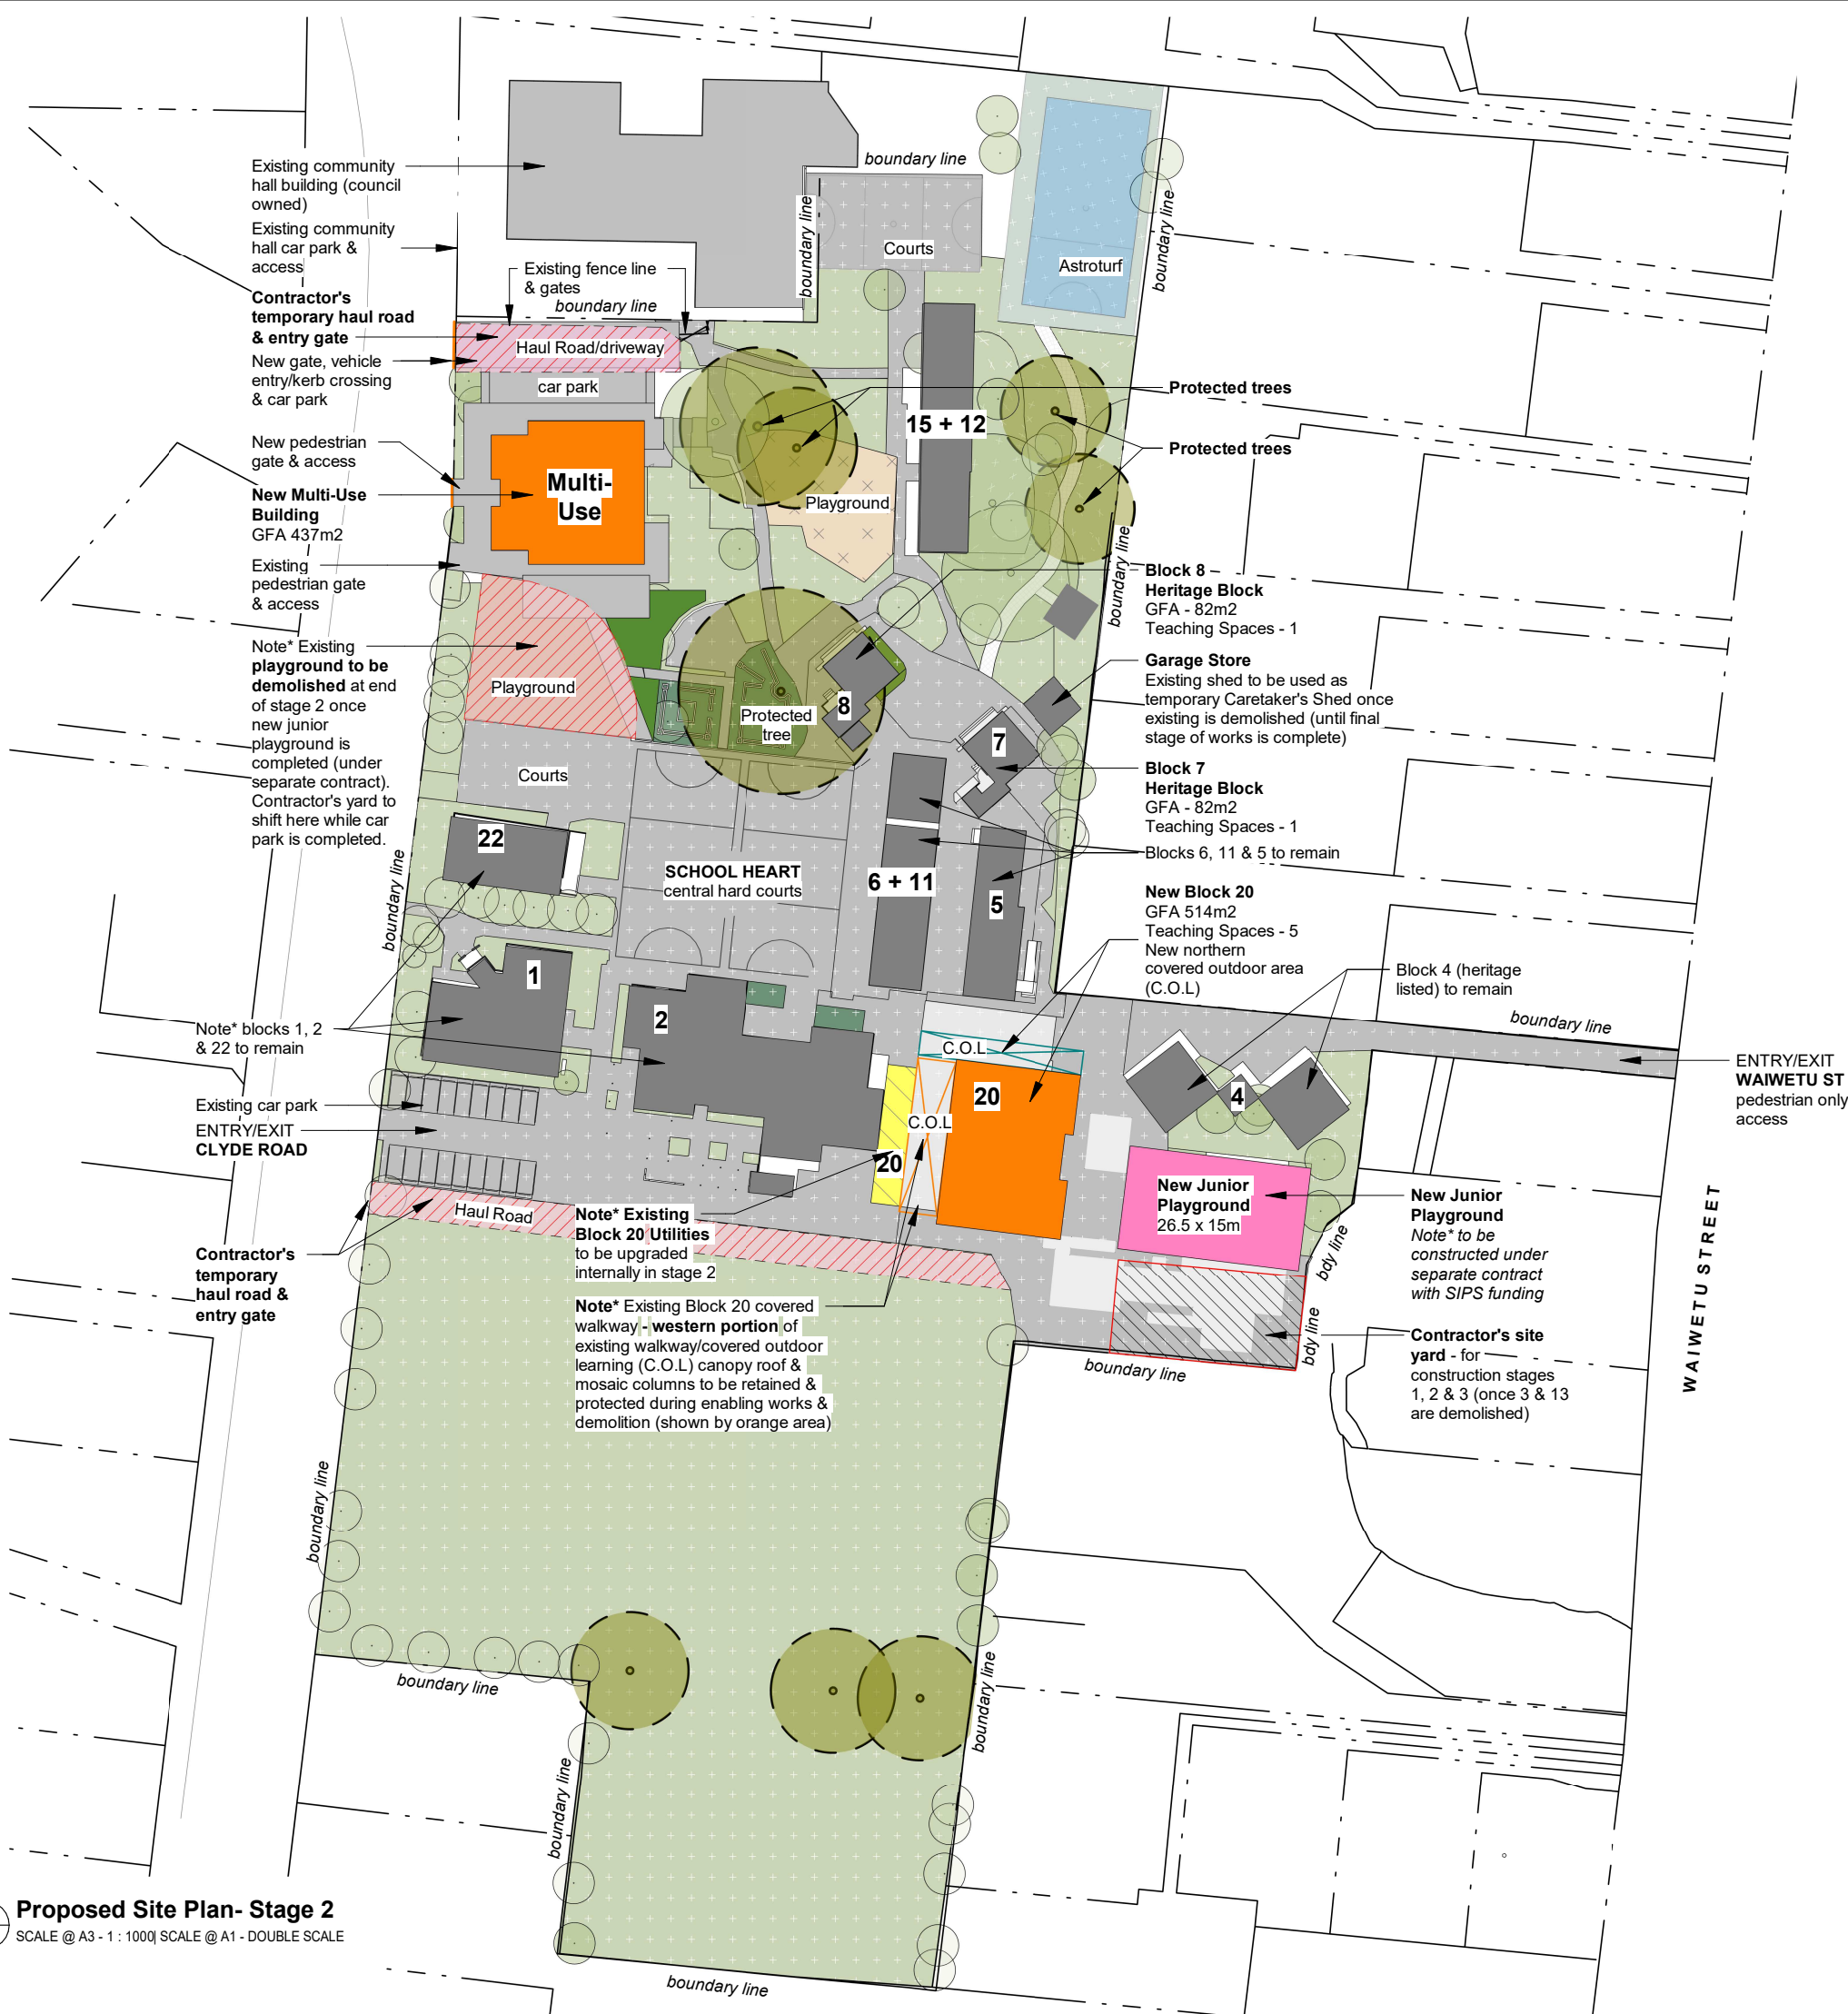 boundary line
Existing community
hall building (council
owned)
boundary line
Courts
Astroturf
boundary line
Existing community
hall car park &
access
Existing fence line
& gates
boundary line
Contractor's
temporary haul road
& entry gate
Haul Road/driveway
New gate, vehicle
entry/kerb crossing
& car park
car park
Protected trees
15 + 12
Protected trees
New pedestrian
gate & access
New Multi-Use
Building
GFA 437m2
Multi-
Use
Playground
boundary line
Existing
pedestrian gate
& access
Block 8
Heritage Block
GFA - 82m2
Teaching Spaces - 1
Note* Existing
playground to be
demolished at end
of stage 2 once
new junior
playground is
completed (under
separate contract).
Contractor's yard to
shift here while car
park is completed.
Playground
Protected
tree
8
Garage Store
Existing shed to be used as
temporary Caretaker's Shed once
existing is demolished (until final
stage of works is complete)
7
Courts
Block 7
Heritage Block
GFA - 82m2
Teaching Spaces - 1
22
Blocks 6, 11 & 5 to remain
SCHOOL HEART
central hard courts
6 + 11
5
boundary line
New Block 20
GFA 514m2
Teaching Spaces - 5
New northern
covered outdoor area
(C.O.L)
Block 4 (heritage
listed) to remain
1
2
boundary line
Note* blocks 1, 2
& 22 to remain
C.O.L
ENTRY/EXIT
WAIWETU ST
pedestrian only
access
20
4
Existing car park
C.O.L
ENTRY/EXIT
CLYDE ROAD
20
New Junior
Playground
26.5 x 15m
New Junior
Playground
Note* to be
constructed under
separate contract
with SIPS funding
Haul Road
Note* Existing
Block 20 Utilities
to be upgraded
internally in stage 2
Contractor's
temporary
haul road &
entry gate
bdy line
WAIWETU STREET
Note* Existing Block 20 covered
walkway - western portion of
existing walkway/covered outdoor
learning (C.O.L) canopy roof &
mosaic columns to be retained &
protected during enabling works &
demolition (shown by orange area)
bdy line
Contractor's site
yard - for
construction stages
1, 2 & 3 (once 3 & 13
are demolished)
boundary line
boundary line
boundary line
boundary line
boundary line
Proposed Site Plan- Stage 2
SCALE @ A3 - 1 : 1000| SCALE @ A1 - DOUBLE SCALE
boundary line